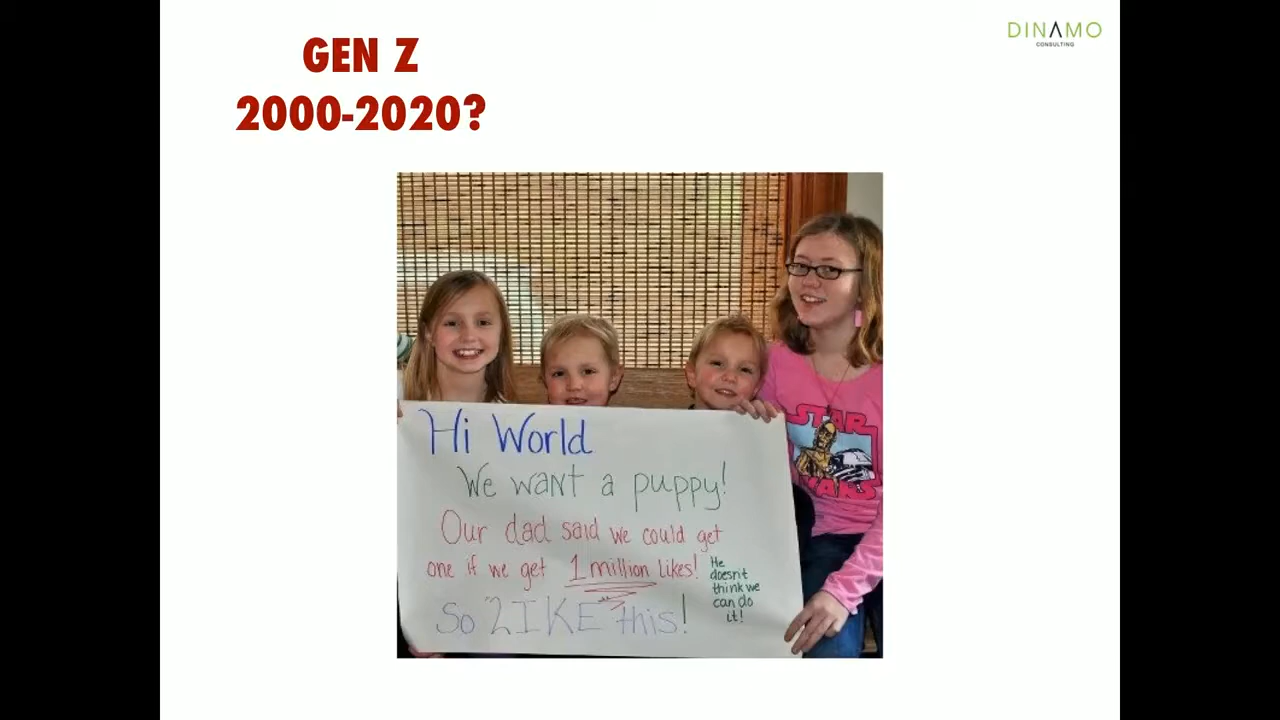 GEN Z
2000-2020?
DINAMO
CONSULTING
Hi World
We want a puppy!
Our dad said we could get
one if we get 1 million likes!
He
doesn't
think we
can do
it!
So "LIKE" this!
STAR
WARS